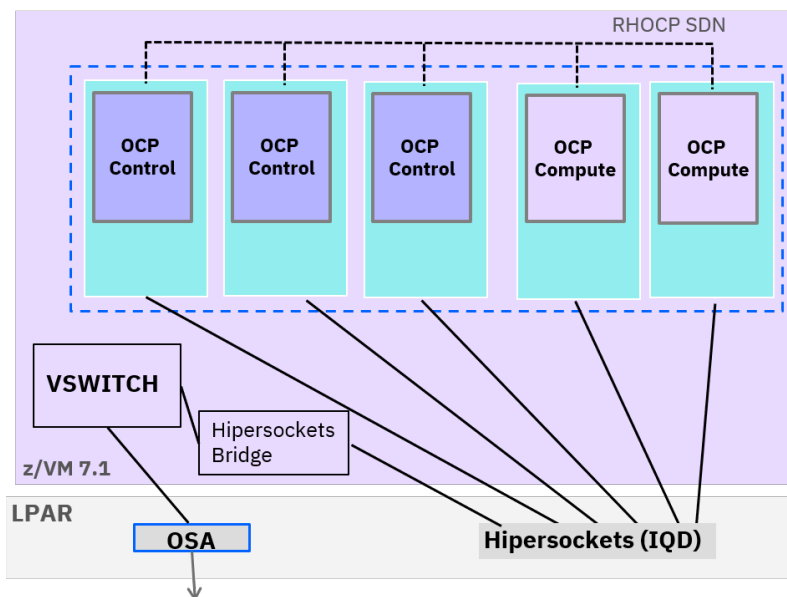 RHOCP SDN
OCP
Control
OCP
Control
OCP
Control
OCP
Compute
OCP
Compute
VSWITCH
Hipersockets
Bridge
z/VM 7.1
LPAR
OSA
Hipersockets (IQD)